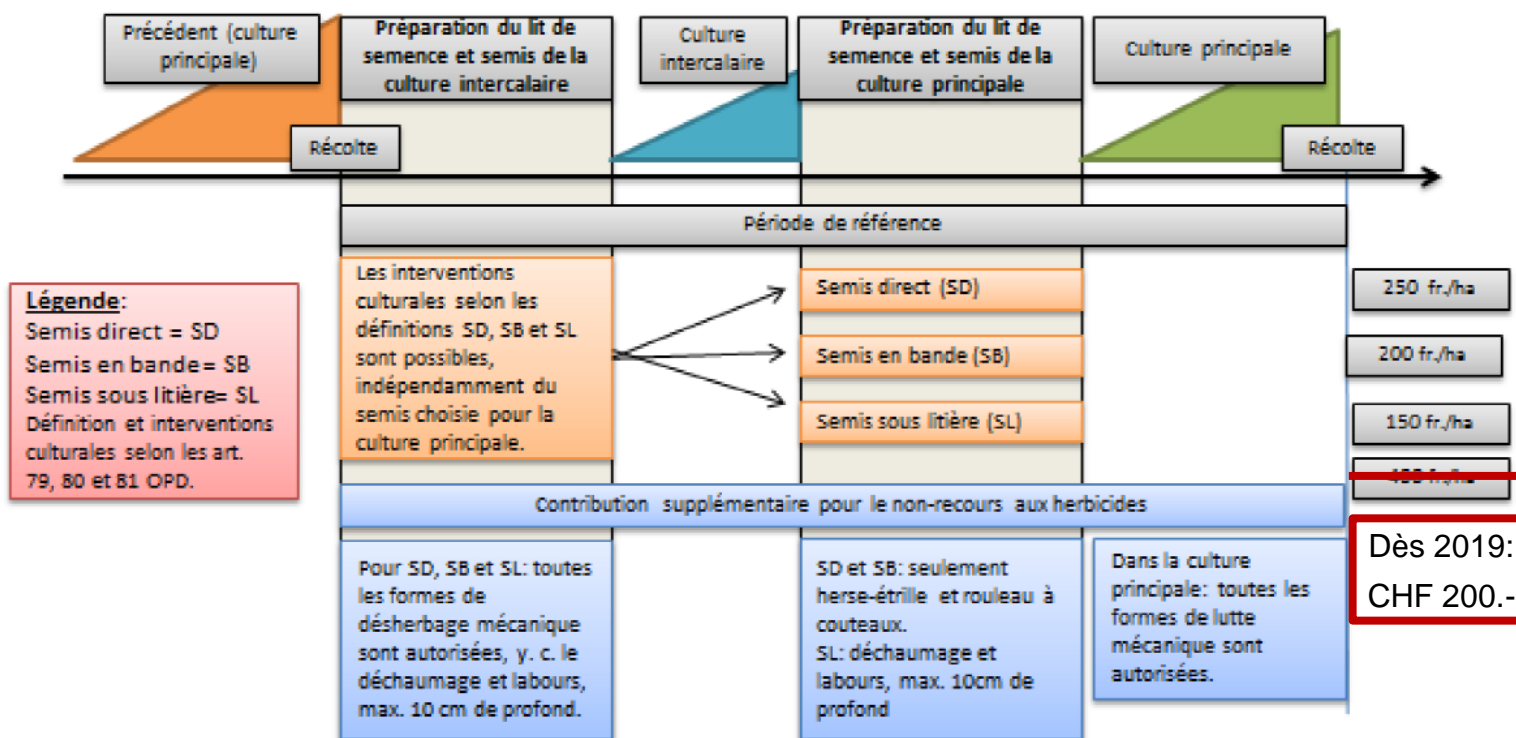 Précédent (culture
principale)
Préparation du lit de
semence et semis de la
culture intercalaire
Culture
intercalaire
Préparation du lit de
semence et semis de la
culture principale
Culture principale
Récolte
Récolte
Période de référence
Légende:
Semis direct = SD
Semis en bande= SB
Semis sous litière= SL
Définition et interventions
culturales selon les art.
79, 80 et 81 OPD.
Les interventions
culturales selon les
définitions SD, SB et SL
sont possibles,
indépendamment du
semis choisie pour la
culture principale.
Semis direct (SD)
Semis en bande (SB)
Semis sous litière (SL)
250 fr./ha
200 fr./ha
150 fr./ha
fr./ha
Contribution supplémentaire pour le non-recours aux herbicides
Dès 2019:
CHF 200.-
Pour SD, SB et SL: toutes
les formes de
désherbage mécanique
sont autorisées, y. c. le
déchaumage et labours,
max. 10 cm de profond.
SD et SB: seulement
herse-étrille et rouleau à
couteaux.
SL: déchaumage et
labours, max. 10cm de
profond
Dans la culture
principale: toutes les
formes de lutte
mécanique sont
autorisées.